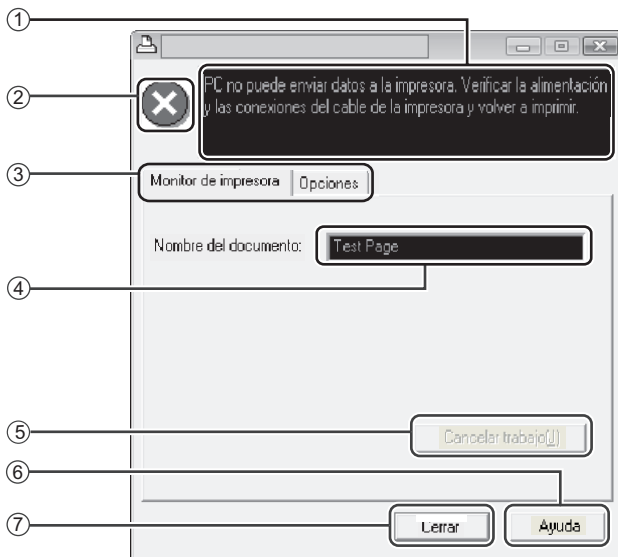 ①
PC no puede enviar datos a la impresora. Verificar la alimentación
y las conexiones del cable de la impresora y volver a imprimir.
②
③
Monitor de impresora Opciones
Nombre del documento: Test Page
④
⑤
Cancelar trabajo(J)
⑥
⑦
Cerrar Ayuda